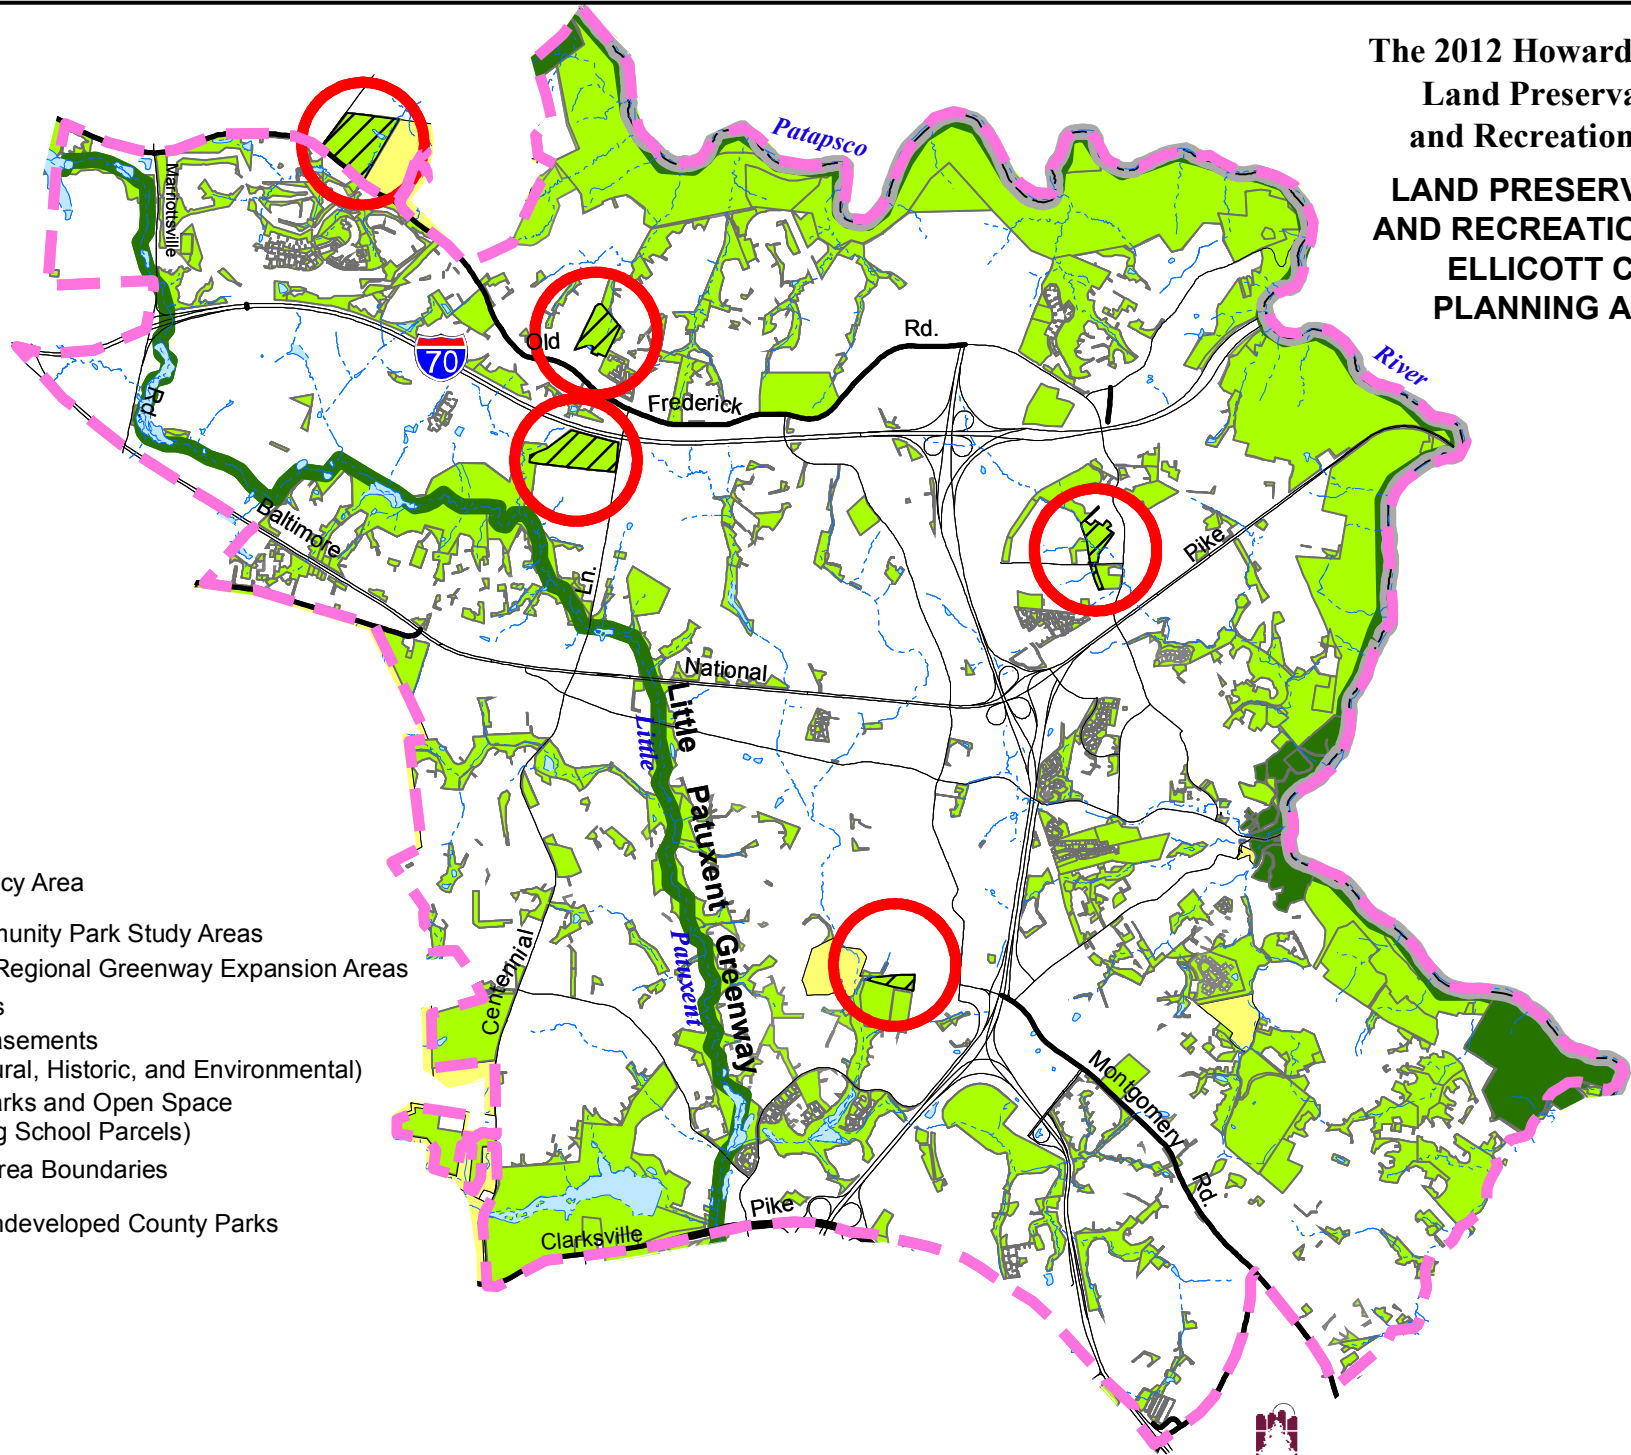 The 2012 Howard
Land Preserva
and Recreation
LAND PRESERV
AND RECREATIO
ELLICOTT C
PLANNING A
Patapsco
River
Marriottsville
Rd.
70
Old
Frederick
Rd.
Baltimore
National
Pike
Ln.
Centennial
Little
Patuxent
Greenway
Little
Patuxent
Montgomery
Rd.
Clarksville
Pike
cy Area
munity Park Study Areas
Regional Greenway Expansion Areas
s
asements
ural, Historic, and Environmental)
arks and Open Space
g School Parcels)
rea Boundaries
ndeveloped County Parks